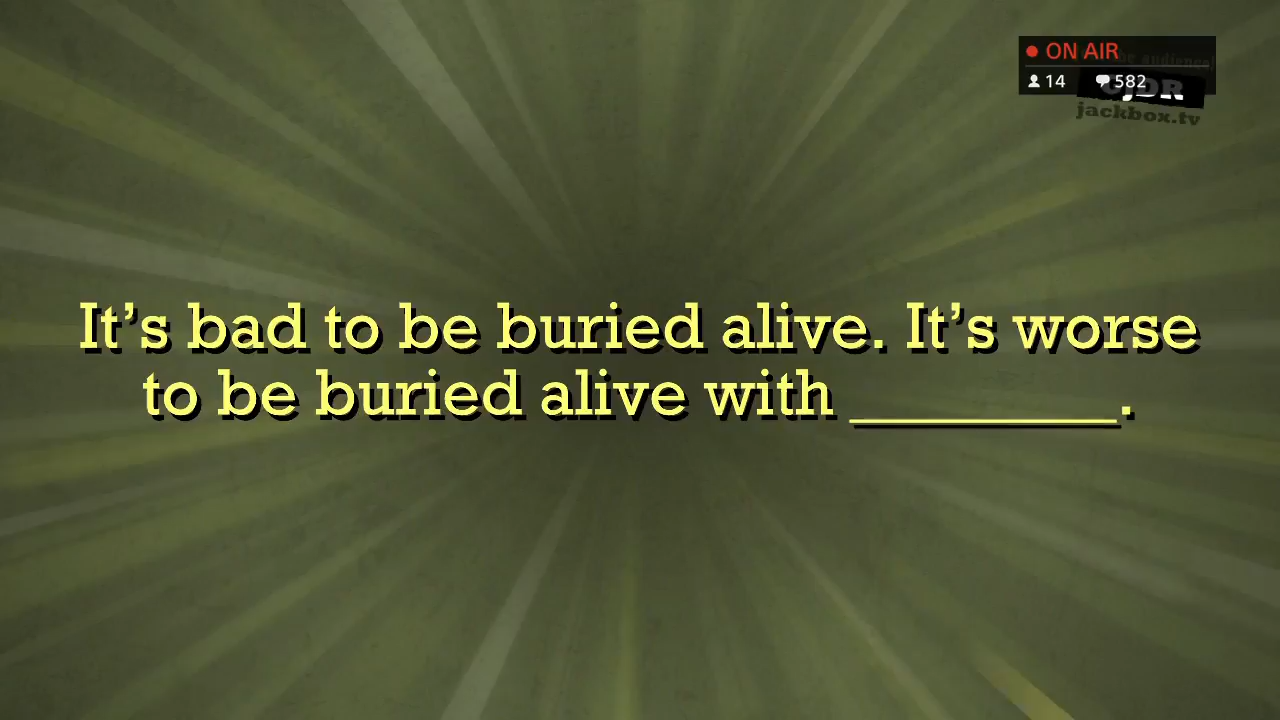 ON AIR
14 582
jackbox.tv
It's bad to be buried alive. It's worse
to be buried alive with _________.